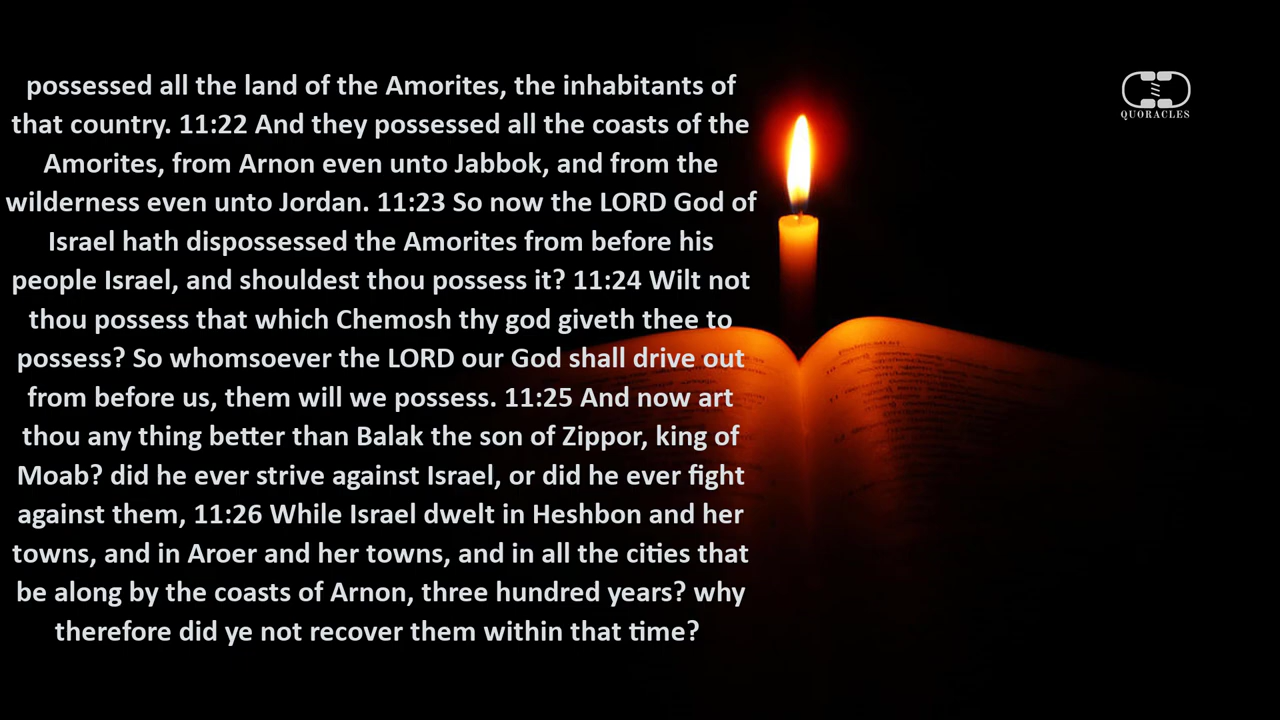 possessed all the land of the Amorites, the inhabitants of
that country. 11:22 And they possessed all the coasts of the
Amorites, from Arnon even unto Jabbok, and from the
wilderness even unto Jordan. 11:23 So now the LORD God of
Israel hath dispossessed the Amorites from before his
people Israel, and shouldest thou possess it? 11:24 Wilt not
thou possess that which Chemosh thy god giveth thee to
possess? So whomsoever the LORD our God shall drive out
from before us, them will we possess. 11:25 And now art
thou any thing better than Balak the son of Zippor, king of
Moab? did he ever strive against Israel, or did he ever fight
against them, 11:26 While Israel dwelt in Heshbon and her
towns, and in Aroer and her towns, and in all the cities that
be along by the coasts of Arnon, three hundred years? why
therefore did ye not recover them within that time?
QUORACLES